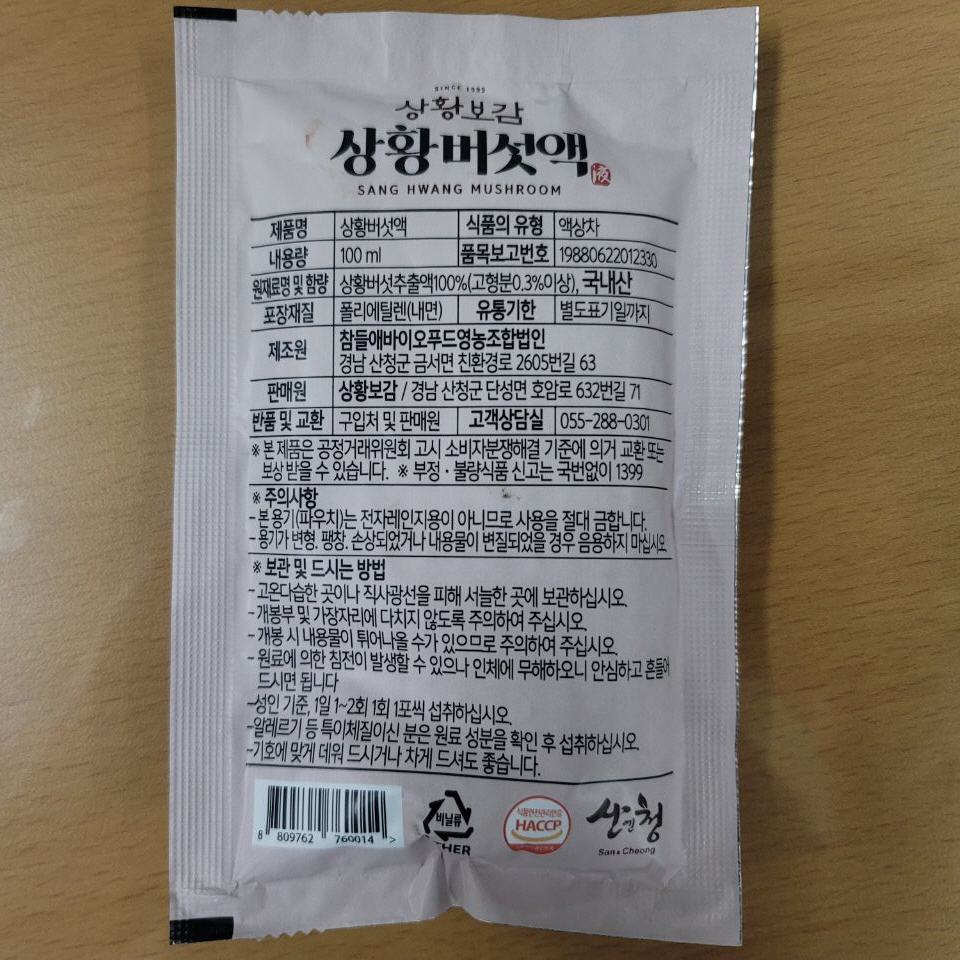 SINCE 1995
상황보감
상황버섯액 液
SANG HWANG MUSHROOM
제품명 상황버섯액 식품의 유형 액상차
내용량 100 ml 품목보고번호 19880622012330
원재료명 및 함량 상황버섯추출액100%(고형분0.3%이상), 국내산
포장재질 폴리에틸렌(내면) 유통기한 별도표기일까지
제조원 참들애바이오푸드영농조합법인
경남 산청군 금서면 친환경로 2605번길 63
판매원 상황보감 / 경남 산청군 단성면 호암로 632번길 71
반품 및 교환 구입처 및 판매원 고객상담실 055-288-0301
※ 본 제품은 공정거래위원회 고시 소비자분쟁해결 기준에 의거 교환 또는
보상 받을 수 있습니다. ※ 부정·불량식품 신고는 국번없이 1399
※ 주의사항
-본 용기(파우치)는 전자레인지용이 아니므로 사용을 절대 금합니다.
-용기가 변형, 팽창, 손상되었거나 내용물이 변질되었을 경우 음용하지 마십시오.
※ 보관 및 드시는 방법
-고온다습한 곳이나 직사광선을 피해 서늘한 곳에 보관하십시오.
-개봉부 및 가장자리에 다치지 않도록 주의하여 주십시오.
-개봉 시 내용물이 튀어나올 수가 있으므로 주의하여 주십시오.
-원료에 의한 침전이 발생할 수 있으나 인체에 무해하오니 안심하고 흔들어
드시면 됩니다
-성인 기준, 1일 1~2회 1회 1포씩 섭취하십시오.
-알레르기 등 특이체질이신 분은 원료 성분을 확인 후 섭취하십시오.
-기호에 맞게 데워 드시거나 차게 드셔도 좋습니다.
8 809762 760014 >
비닐류
HACCP
산엔청
San & Cheong